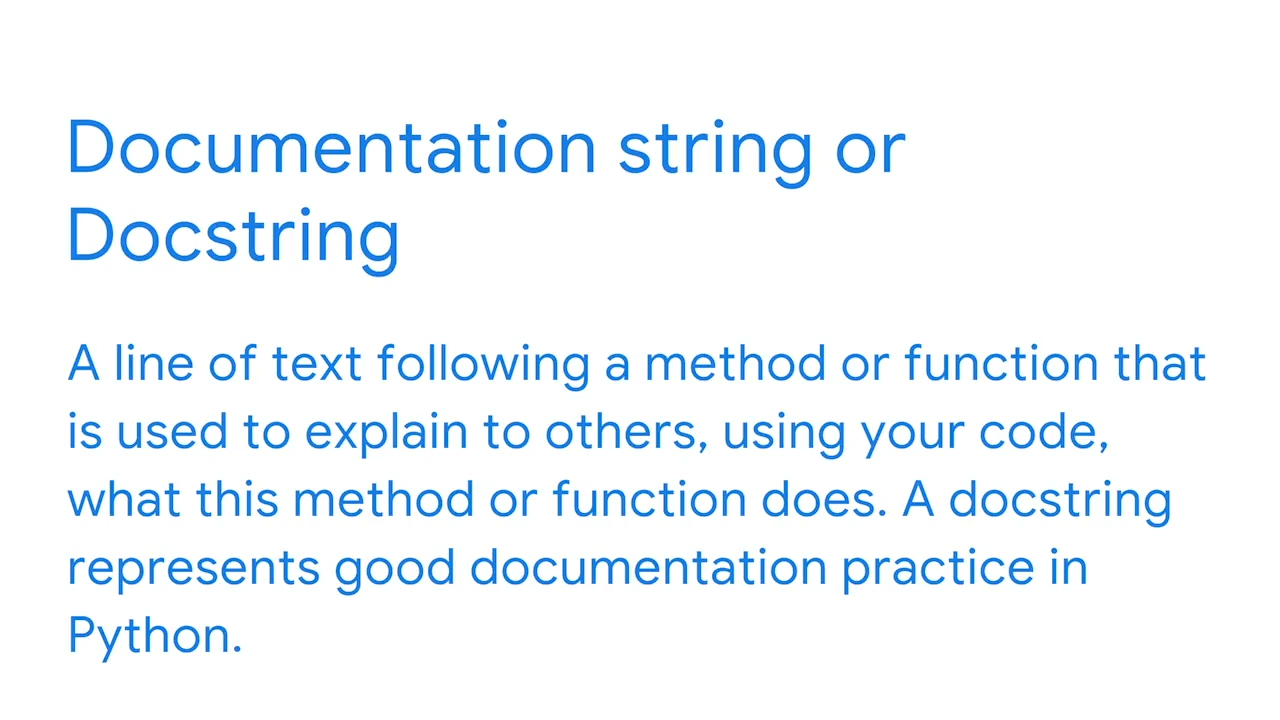 Documentation string or
Docstring
A line of text following a method or function that
is used to explain to others, using your code,
what this method or function does. A docstring
represents good documentation practice in
Python.